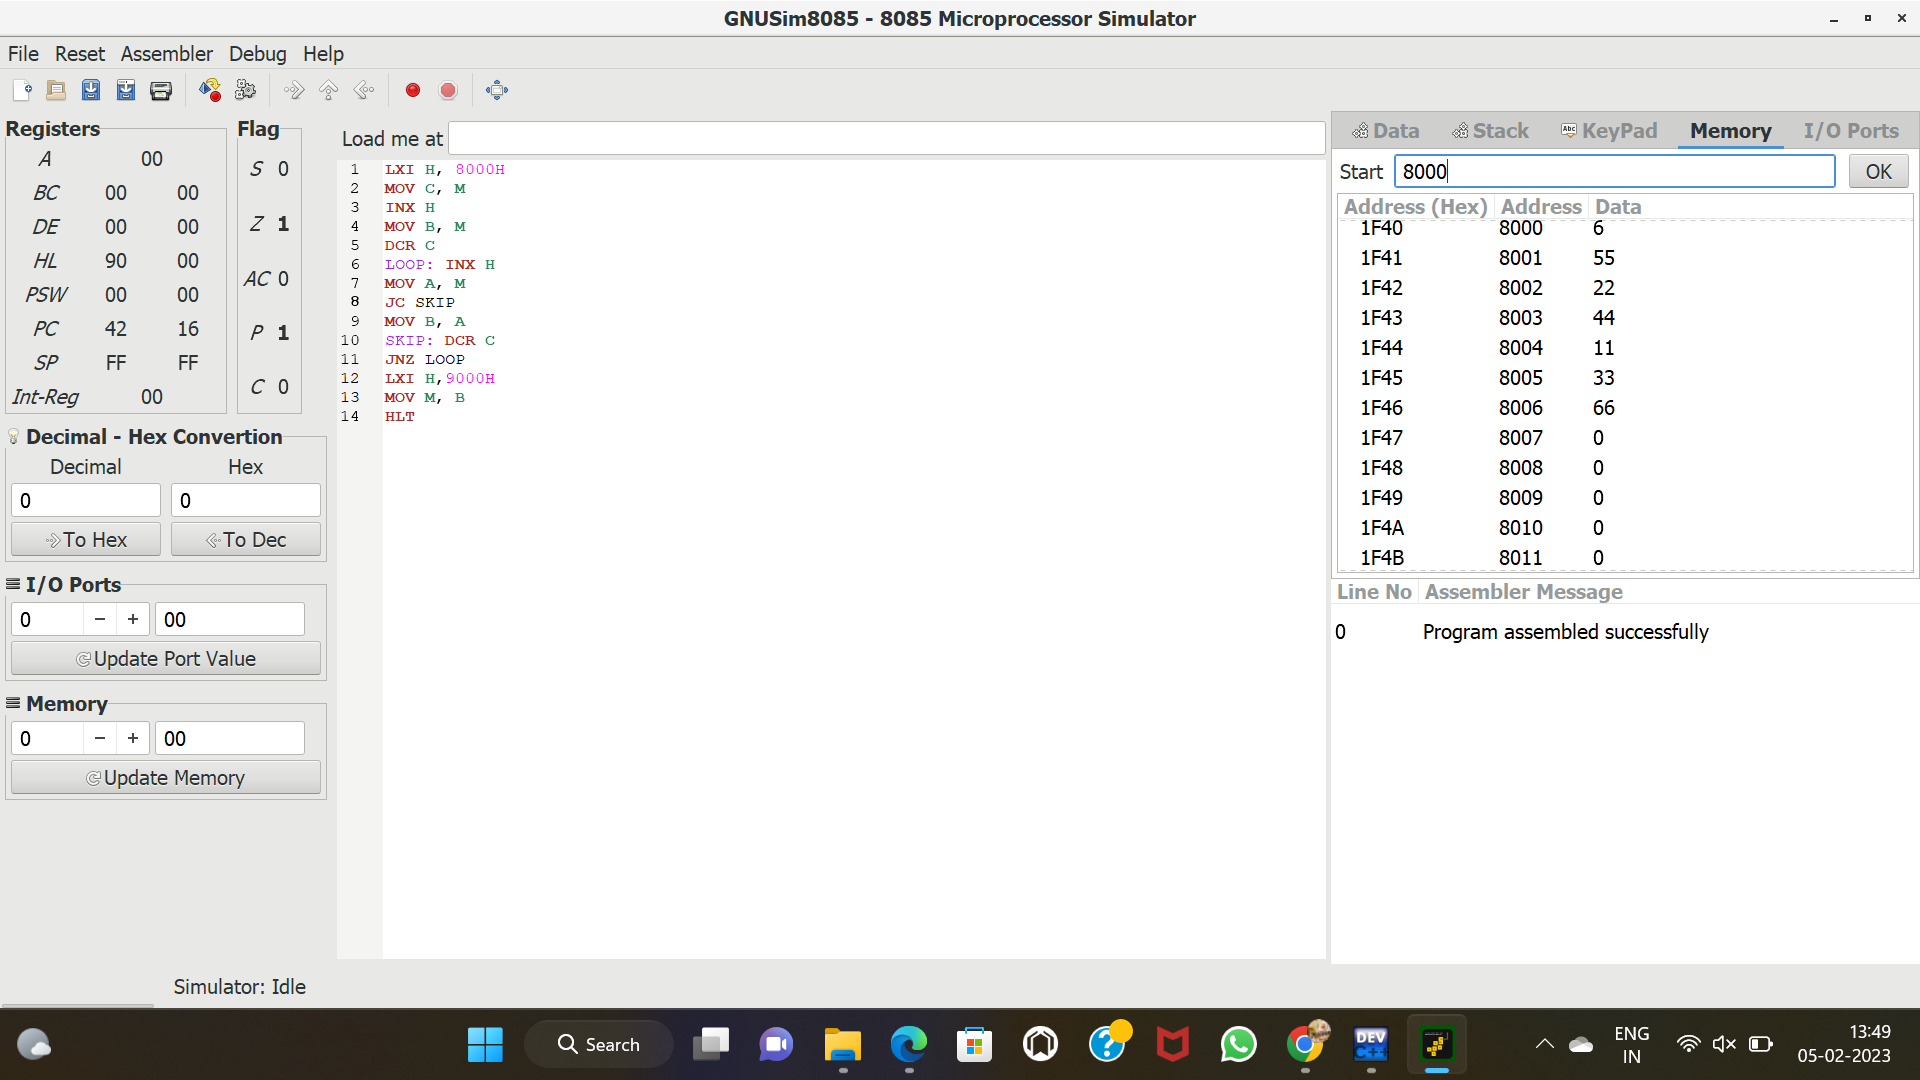 GNUSim8085 - 8085 Microprocessor Simulator
File Reset Assembler Debug Help
Registers
A 00
BC 00 00
DE 00 00
HL 90 00
PSW 00 00
PC 42 16
SP FF FF
Int-Reg 00
Flag
S 0
Z 1
AC 0
P 1
C 0
Decimal - Hex Convertion
Decimal Hex
0 0
To Hex To Dec
I/O Ports
0 − + 00
Update Port Value
Memory
0 − + 00
Update Memory
Load me at
1 LXI H, 8000H
2 MOV C, M
3 INX H
4 MOV B, M
5 DCR C
6 LOOP: INX H
7 MOV A, M
8 JC SKIP
9 MOV B, A
10 SKIP: DCR C
11 JNZ LOOP
12 LXI H,9000H
13 MOV M, B
14 HLT
Data Stack Abc KeyPad Memory I/O Ports
Start 8000 OK
Address (Hex) Address Data
1F40 8000 6
1F41 8001 55
1F42 8002 22
1F43 8003 44
1F44 8004 11
1F45 8005 33
1F46 8006 66
1F47 8007 0
1F48 8008 0
1F49 8009 0
1F4A 8010 0
1F4B 8011 0
Line No Assembler Message
0 Program assembled successfully
Simulator: Idle
Search
DEV
C++
ENG
IN
13:49
05-02-2023